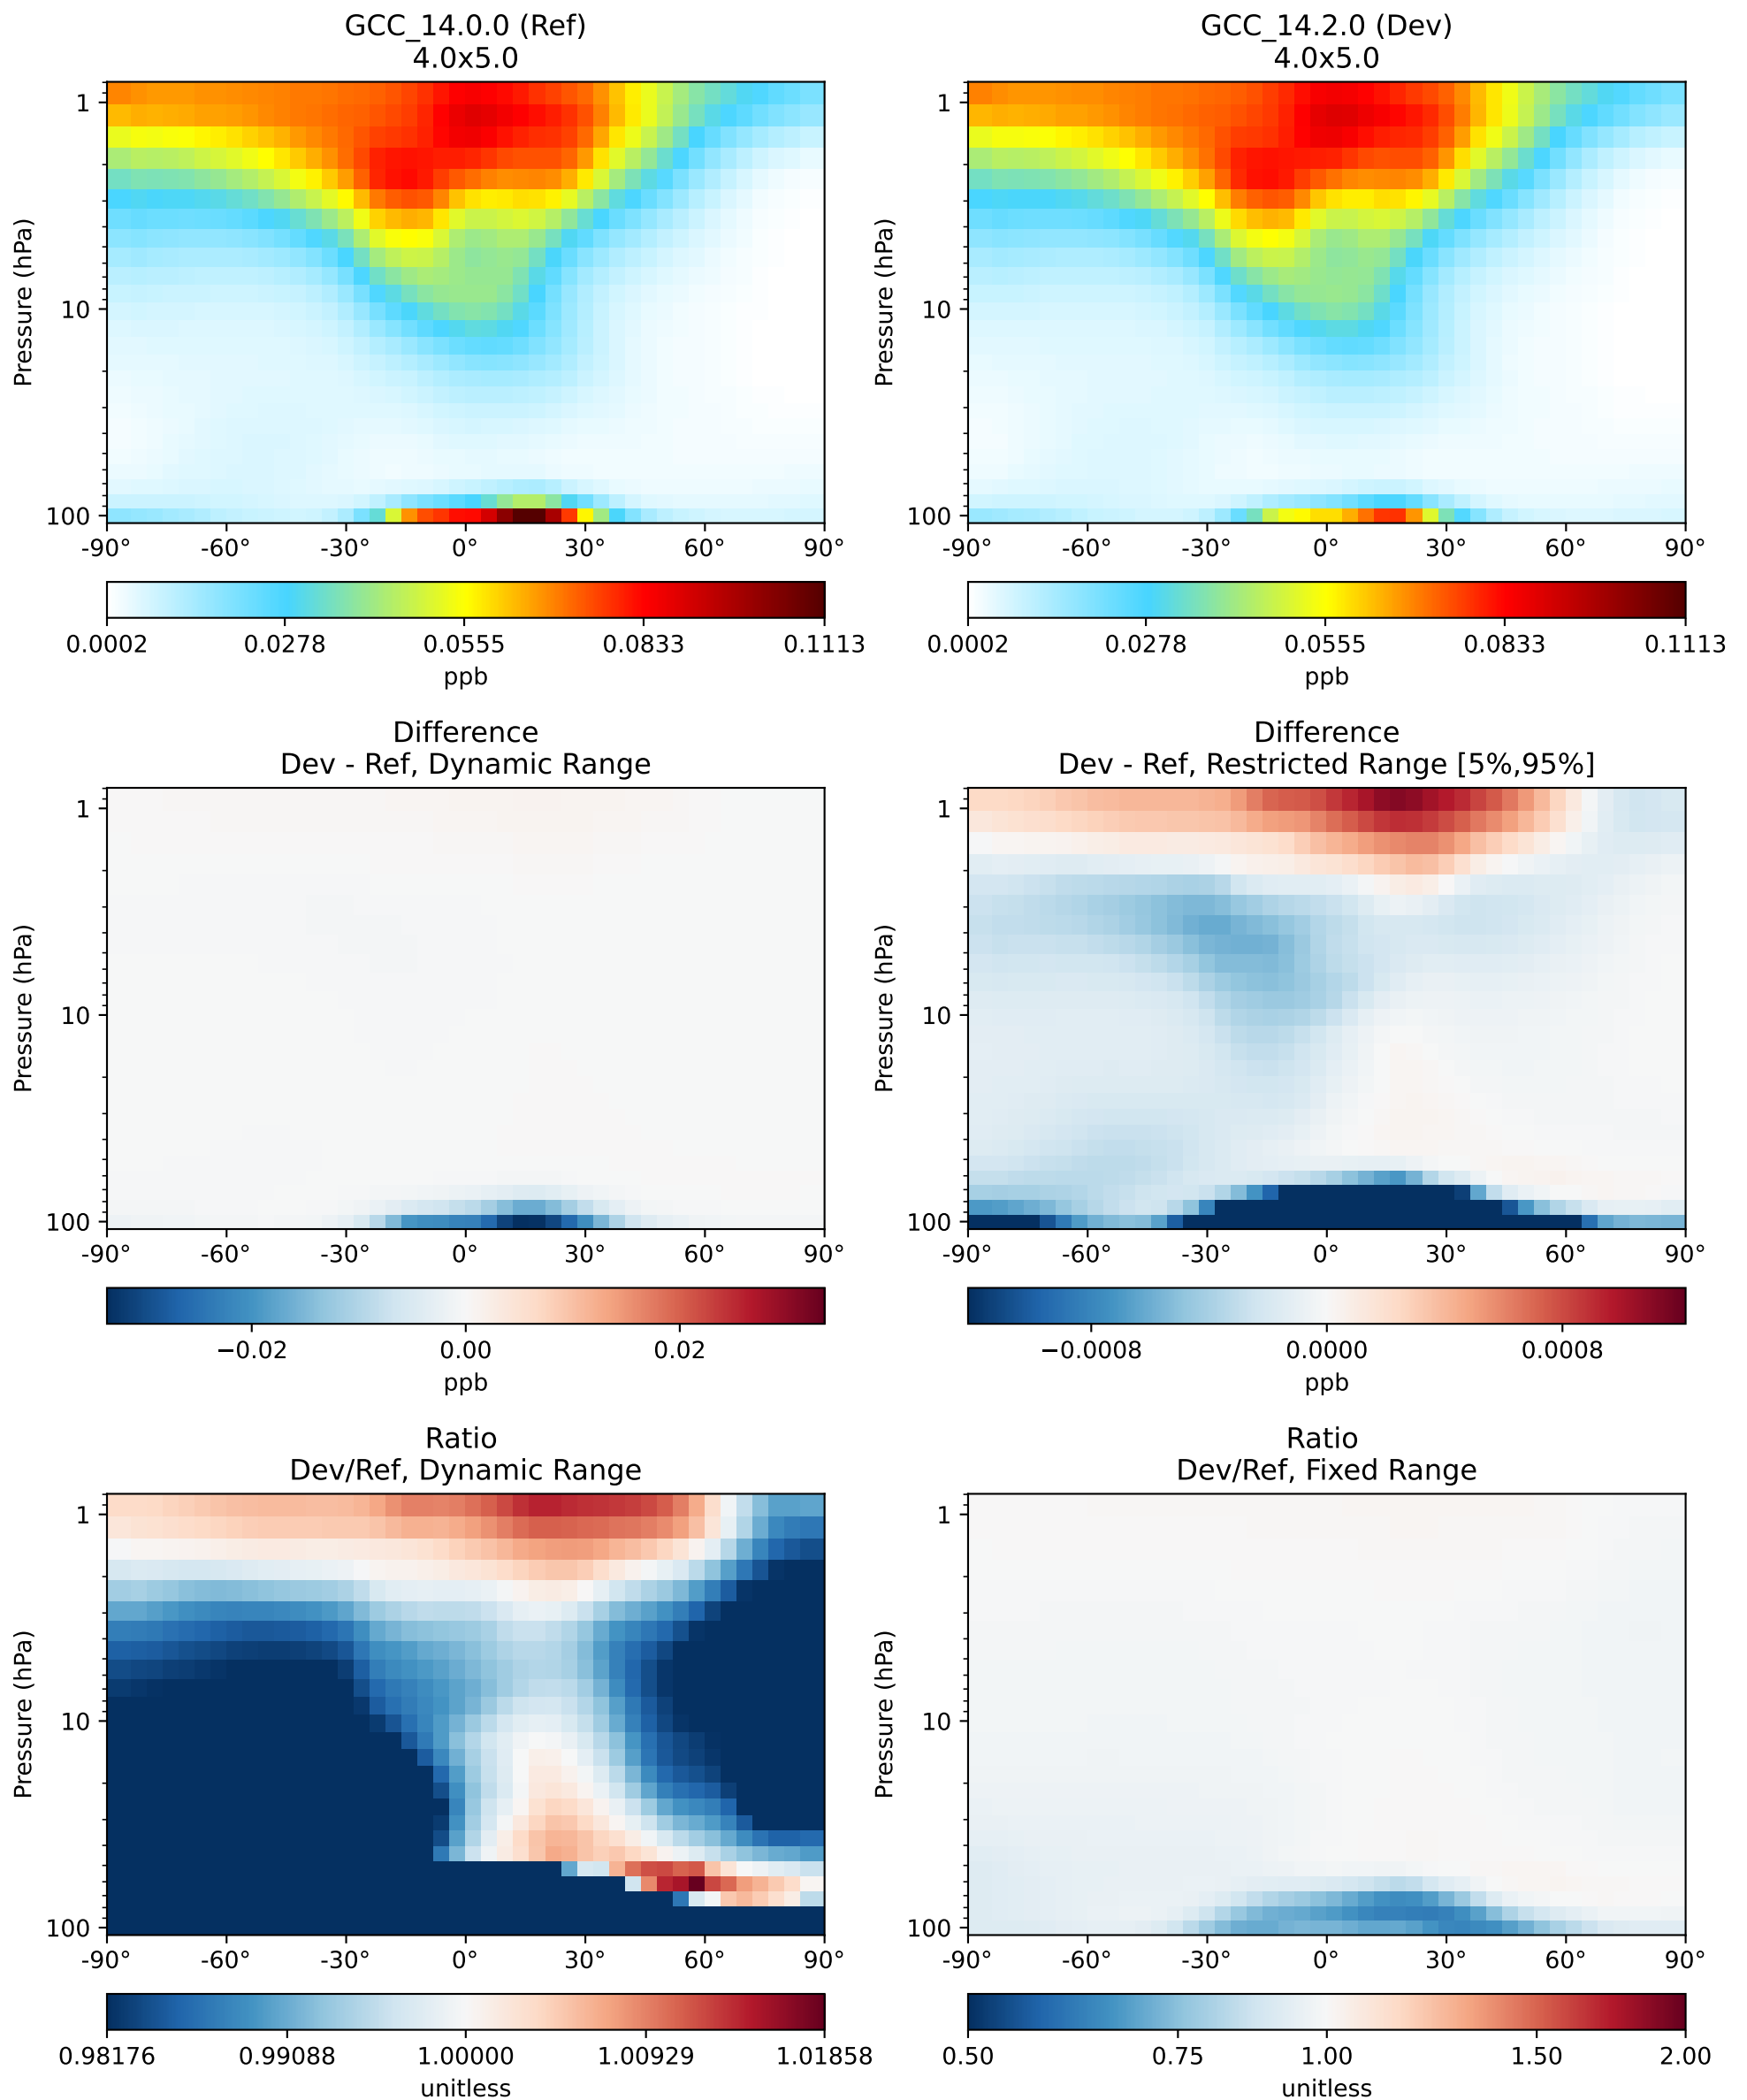 GCC_14.0.0 (Ref)
4.0x5.0
Pressure (hPa)
1
10
100
-90° -60° -30° 0° 30° 60° 90°
0.0002 0.0278 0.0555 0.0833 0.1113
ppb
GCC_14.2.0 (Dev)
4.0x5.0
Pressure (hPa)
1
10
100
-90° -60° -30° 0° 30° 60° 90°
0.0002 0.0278 0.0555 0.0833 0.1113
ppb
Difference
Dev - Ref, Dynamic Range
Pressure (hPa)
1
10
100
-90° -60° -30° 0° 30° 60° 90°
−0.02 0.00 0.02
ppb
Difference
Dev - Ref, Restricted Range [5%,95%]
Pressure (hPa)
1
10
100
-90° -60° -30° 0° 30° 60° 90°
−0.0008 0.0000 0.0008
ppb
Ratio
Dev/Ref, Dynamic Range
Pressure (hPa)
1
10
100
-90° -60° -30° 0° 30° 60° 90°
0.98176 0.99088 1.00000 1.00929 1.01858
unitless
Ratio
Dev/Ref, Fixed Range
Pressure (hPa)
1
10
100
-90° -60° -30° 0° 30° 60° 90°
0.50 0.75 1.00 1.50 2.00
unitless